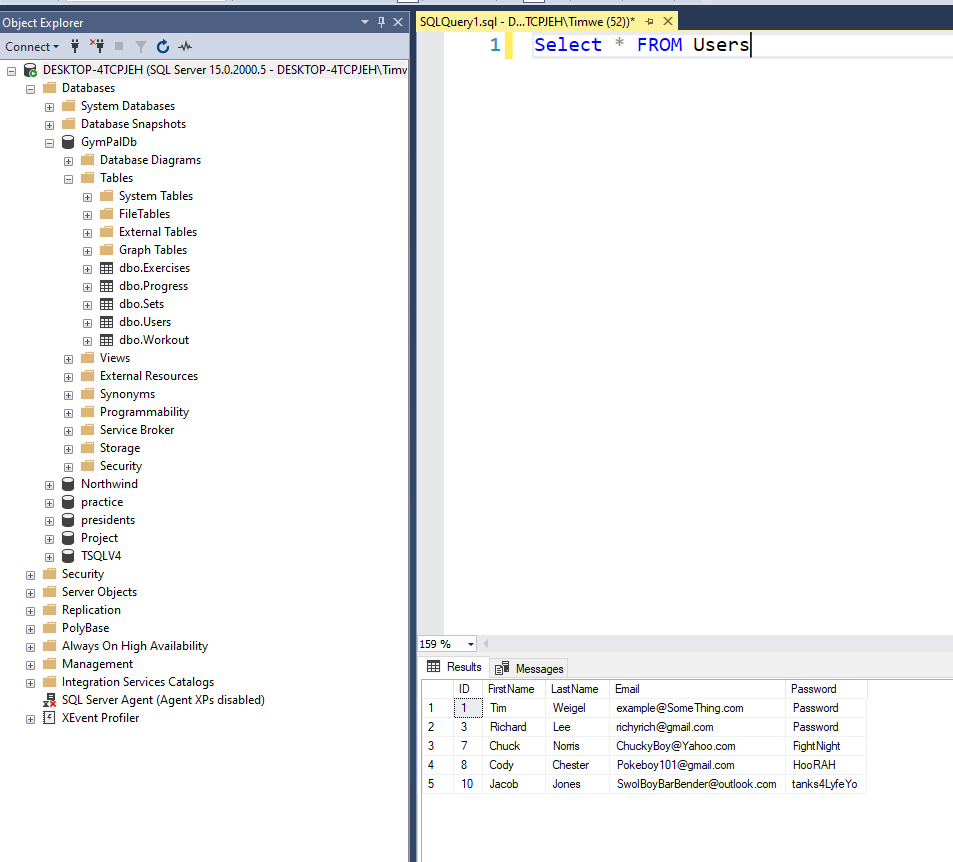 Object Explorer
Connect
DESKTOP-4TCPJEH (SQL Server 15.0.2000.5 - DESKTOP-4TCPJEH\Timw
Databases
System Databases
Database Snapshots
GymPalDb
Database Diagrams
Tables
System Tables
FileTables
External Tables
Graph Tables
dbo.Exercises
dbo.Progress
dbo.Sets
dbo.Users
dbo.Workout
Views
External Resources
Synonyms
Programmability
Service Broker
Storage
Security
Northwind
practice
presidents
Project
TSQLV4
Security
Server Objects
Replication
PolyBase
Always On High Availability
Management
Integration Services Catalogs
SQL Server Agent (Agent XPs disabled)
XEvent Profiler
SQLQuery1.sql - D...TCPJEH\Timwe (52))*
1 Select * FROM Users
159 %
Results Messages
ID FirstName LastName Email Password
1 1 Tim Weigel example@SomeThing.com Password
2 3 Richard Lee richyrich@gmail.com Password
3 7 Chuck Norris ChuckyBoy@Yahoo.com FightNight
4 8 Cody Chester Pokeboy101@gmail.com HooRAH
5 10 Jacob Jones SwolBoyBarBender@outlook.com tanks4LyfeYo